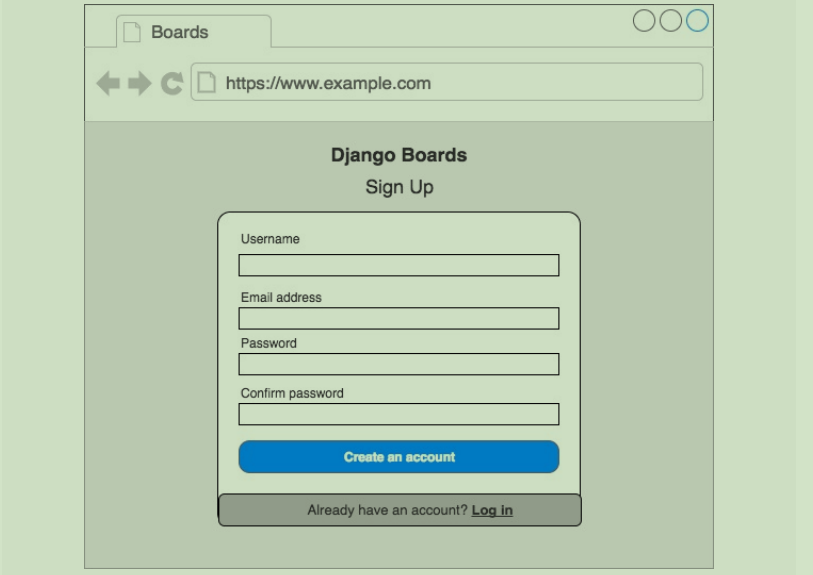 Boards
https://www.example.com
Django Boards
Sign Up
Username
Email address
Password
Confirm password
Create an account
Already have an account? Log in